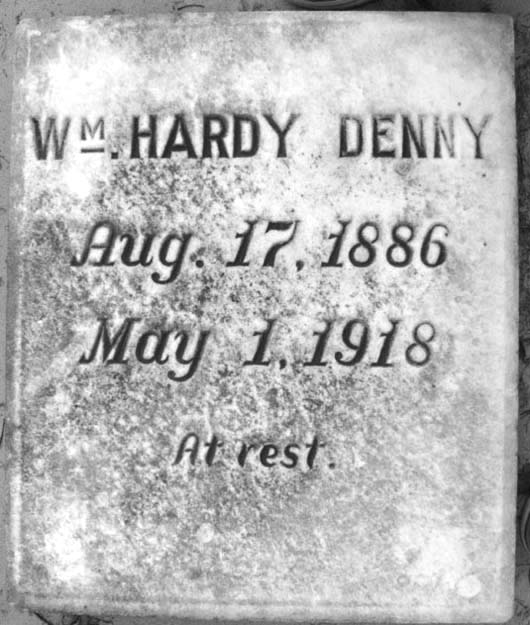 Wᴹ. HARDY DENNY
Aug. 17, 1886
May 1, 1918
At rest.